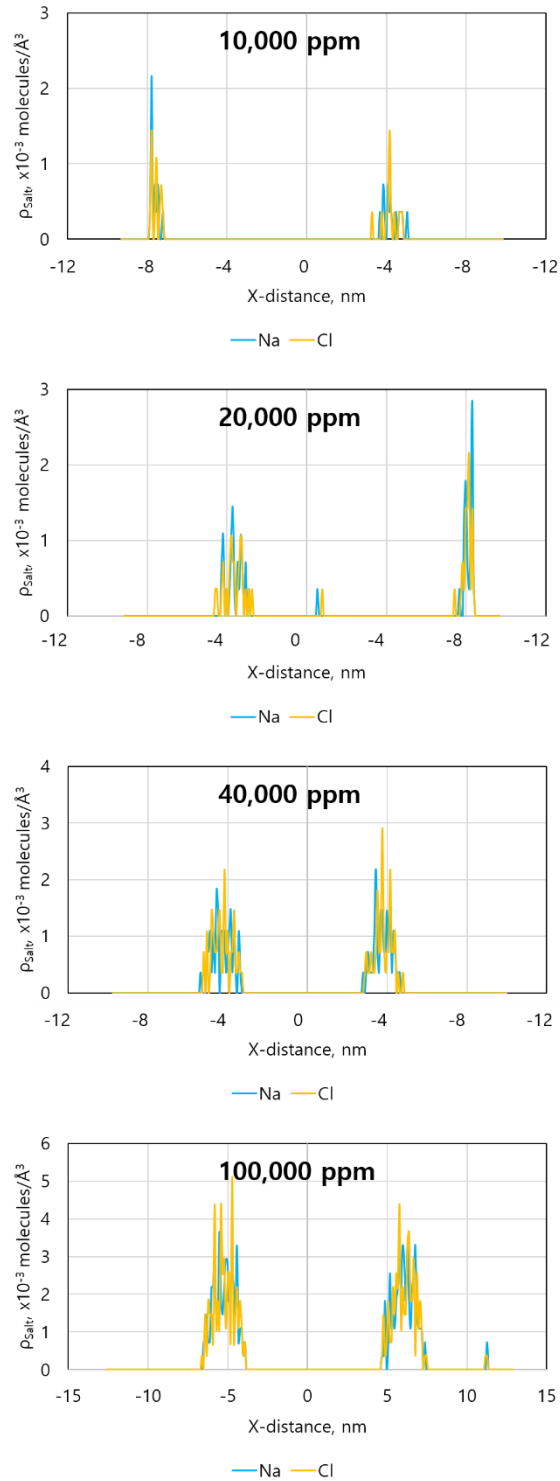 10,000 ppm
3
2
1
0
ρSalt, x10⁻³ molecules/Å³
-12 -8 -4 0 -4 -8 -12
X-distance, nm
Na Cl
20,000 ppm
3
2
1
0
ρSalt, x10⁻³ molecules/Å³
-12 -8 -4 0 -4 -8 -12
X-distance, nm
Na Cl
40,000 ppm
4
3
2
1
0
ρSalt, x10⁻³ molecules/Å³
-12 -8 -4 0 -4 -8 -12
X-distance, nm
Na Cl
100,000 ppm
6
5
4
3
2
1
0
ρSalt, x10⁻³ molecules/Å³
-15 -10 -5 0 5 10 15
X-distance, nm
Na Cl